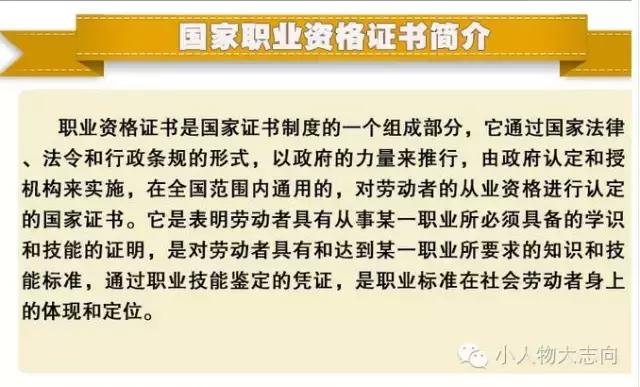 国家职业资格证书简介
职业资格证书是国家证书制度的一个组成部分，它通过国家法律
、法令和行政条规的形式，以政府的力量来推行，由政府认定和授
机构来实施，在全国范围内通用的，对劳动者的从业资格进行认定
的国家证书。它是表明劳动者具有从事某一职业所必须具备的学识
和技能的证明，是对劳动者具有和达到某一职业所要求的知识和技
能标准，通过职业技能鉴定的凭证，是职业标准在社会劳动者身上
的体现和定位。
小人物大志向